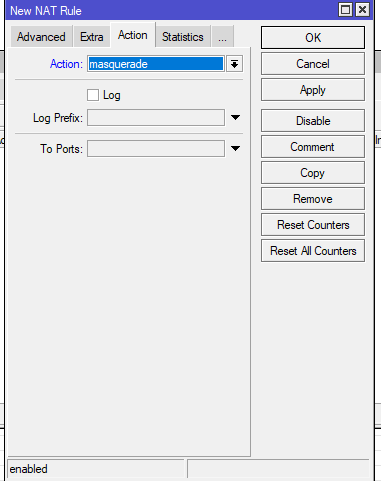 New NAT Rule
Advanced Extra Action Statistics ...
Action: masquerade
Log
Log Prefix:
To Ports:
OK
Cancel
Apply
Disable
Comment
Copy
Remove
Reset Counters
Reset All Counters
enabled